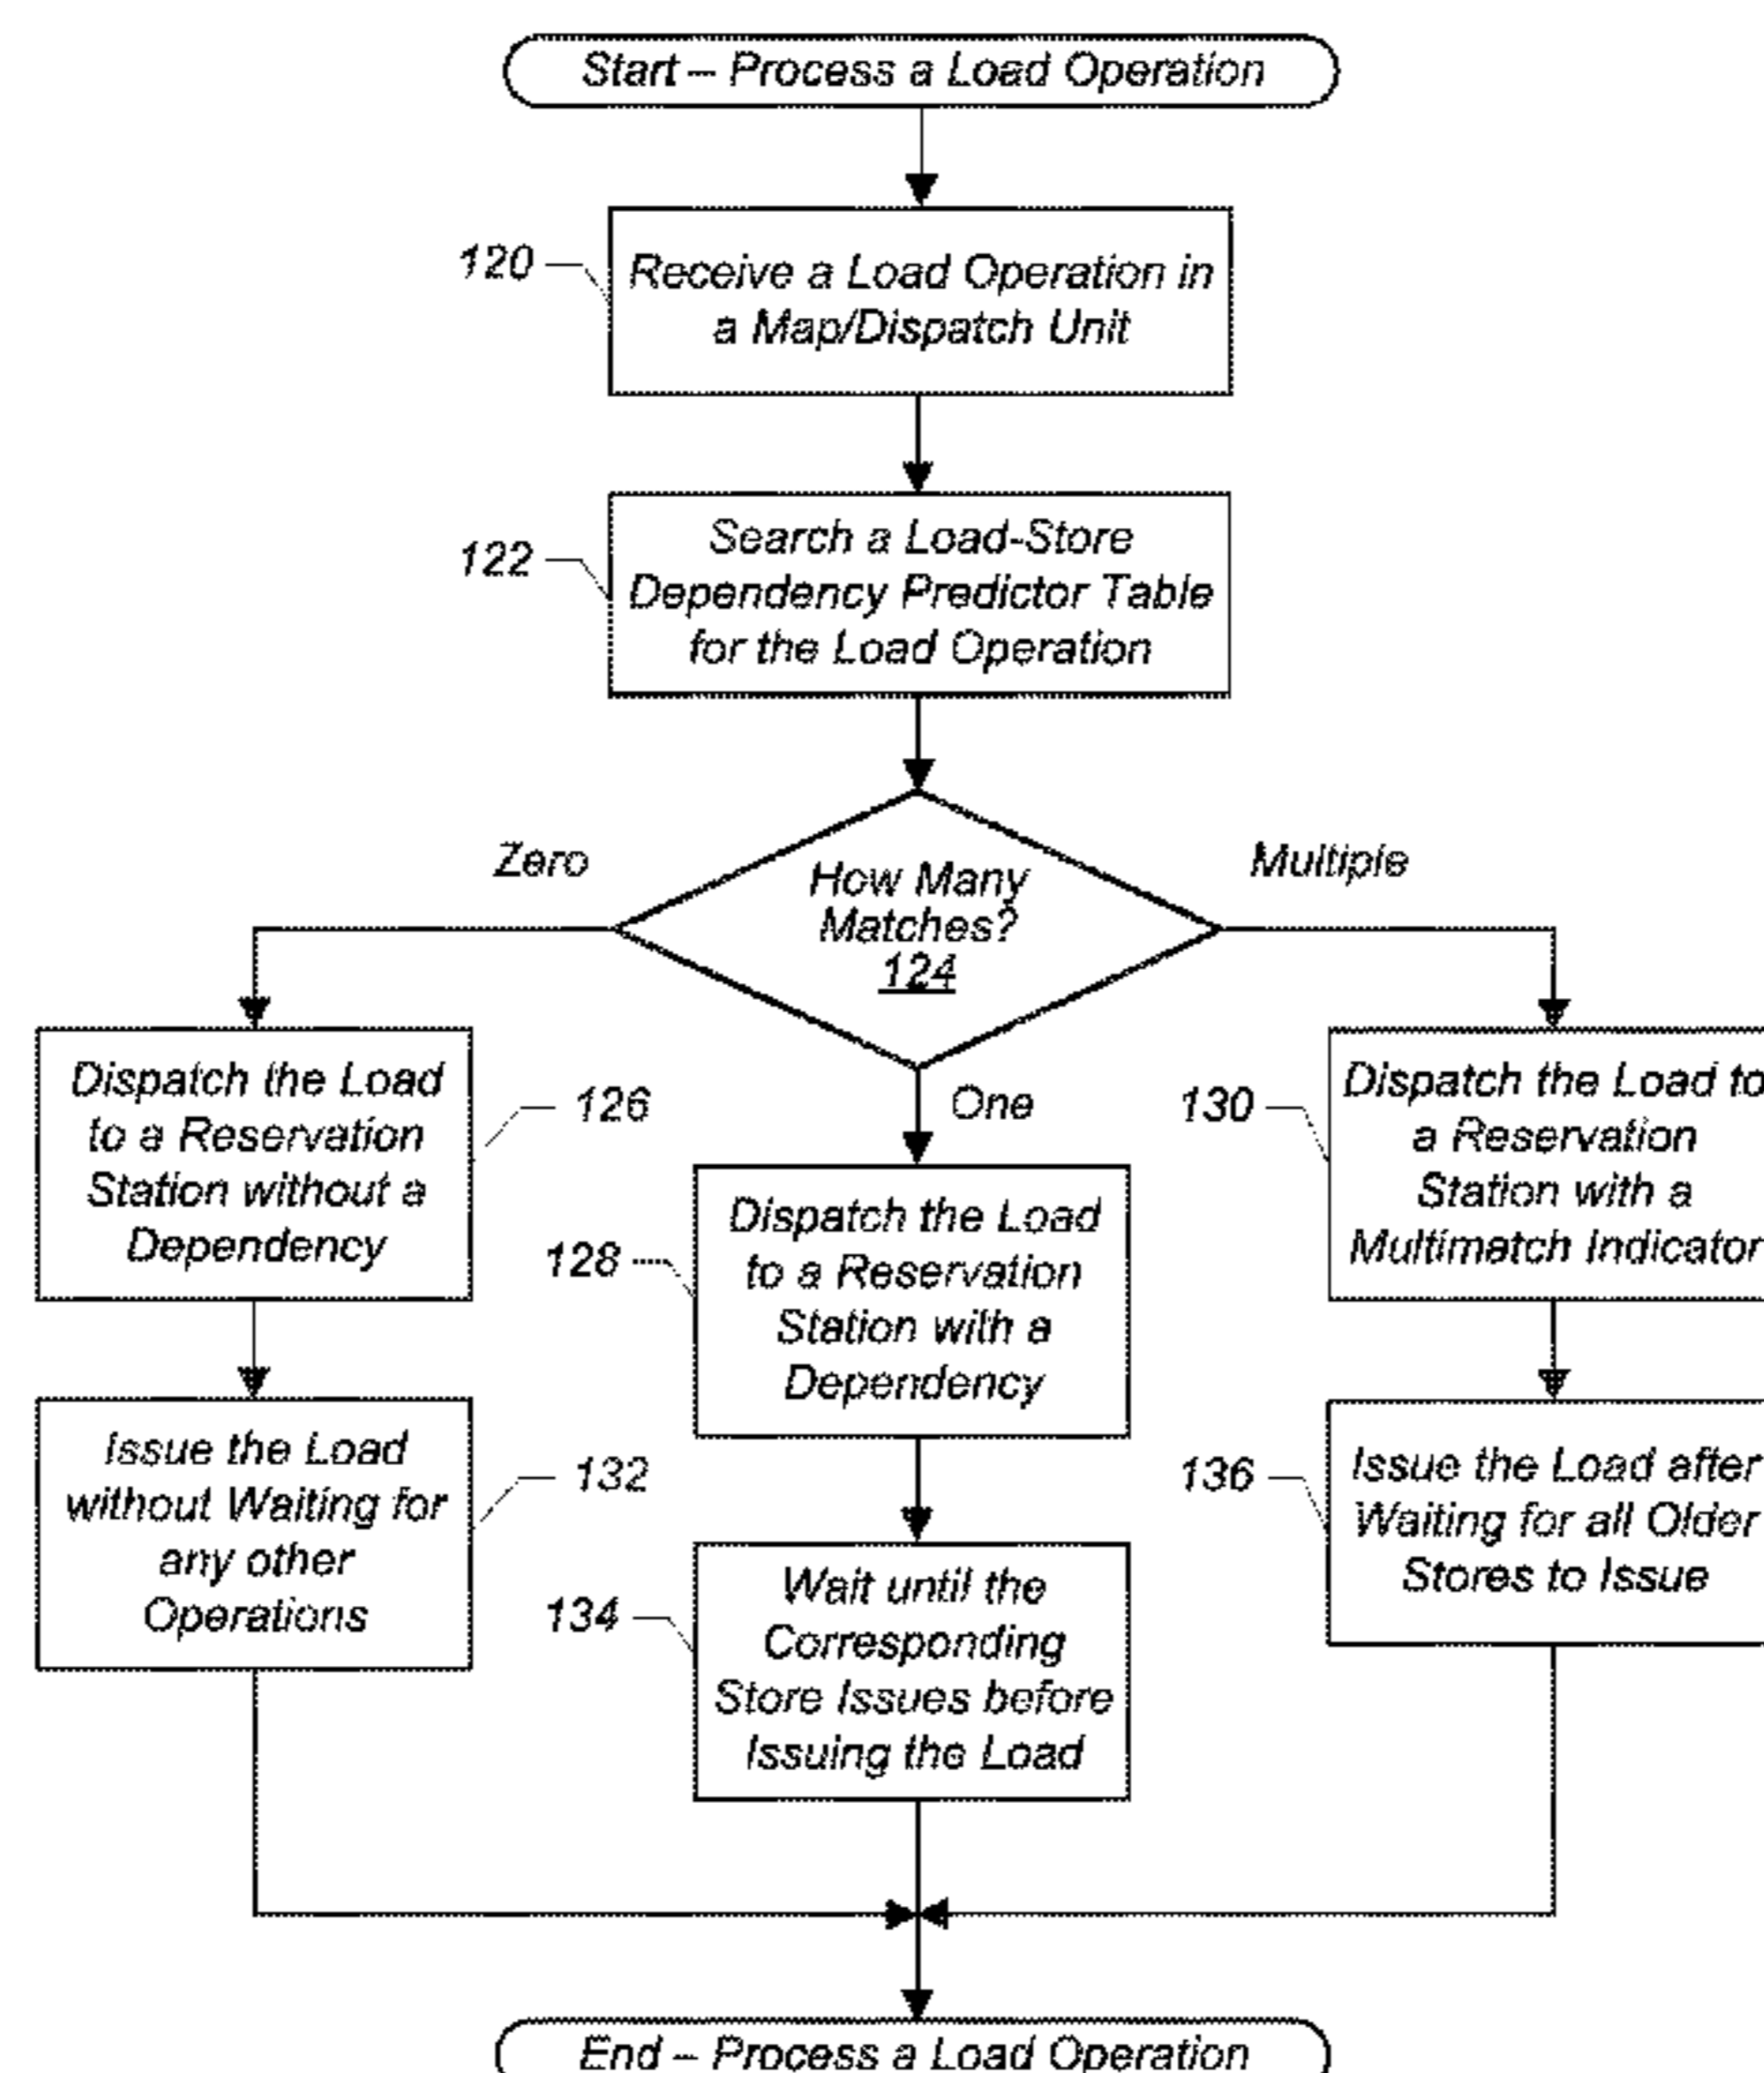 Start – Process a Load Operation
120
Receive a Load Operation in
a Map/Dispatch Unit
122
Search a Load-Store
Dependency Predictor Table
for the Load Operation
Zero
How Many
Matches?
124
Multiple
Dispatch the Load
to a Reservation
Station without a
Dependency
126
One
130
Dispatch the Load to
a Reservation
Station with a
Multimatch Indicator
128
Dispatch the Load
to a Reservation
Station with a
Dependency
Issue the Load
without Waiting for
any other
Operations
132
136
Issue the Load after
Waiting for all Older
Stores to Issue
134
Wait until the
Corresponding
Store Issues before
Issuing the Load
End – Process a Load Operation